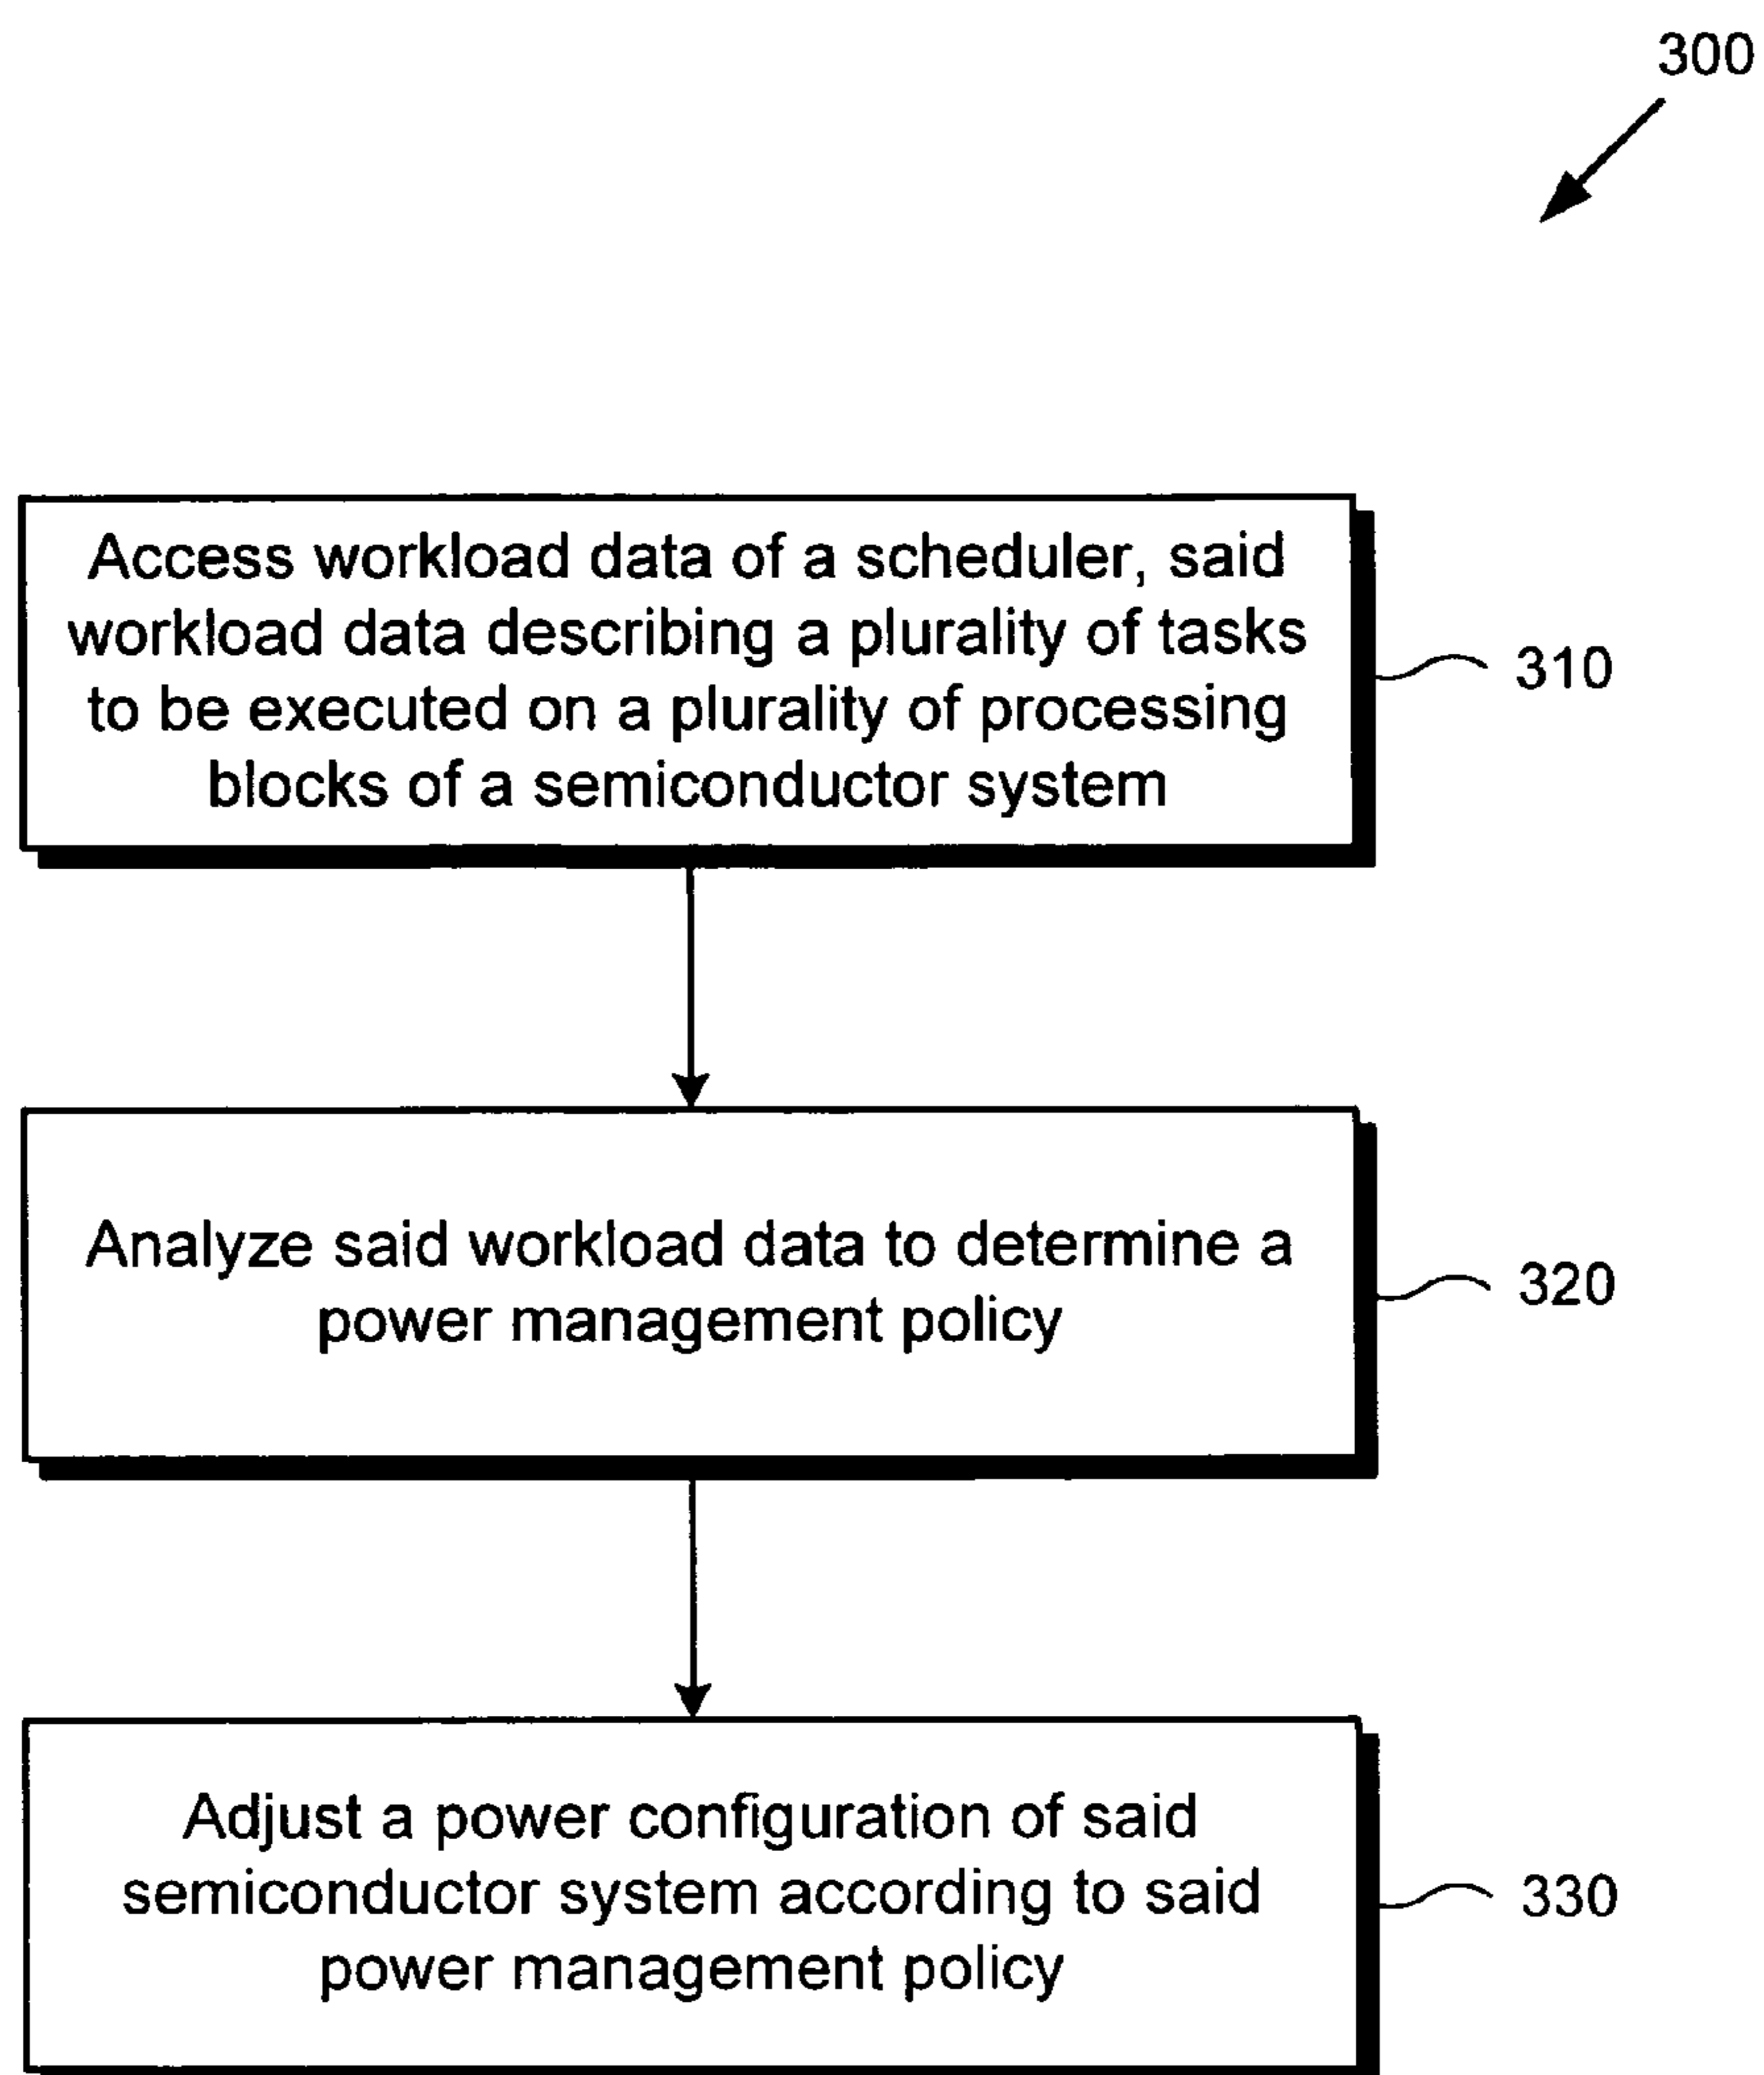 300
Access workload data of a scheduler, said
workload data describing a plurality of tasks
to be executed on a plurality of processing
blocks of a semiconductor system
310
Analyze said workload data to determine a
power management policy
320
Adjust a power configuration of said
semiconductor system according to said
power management policy
330